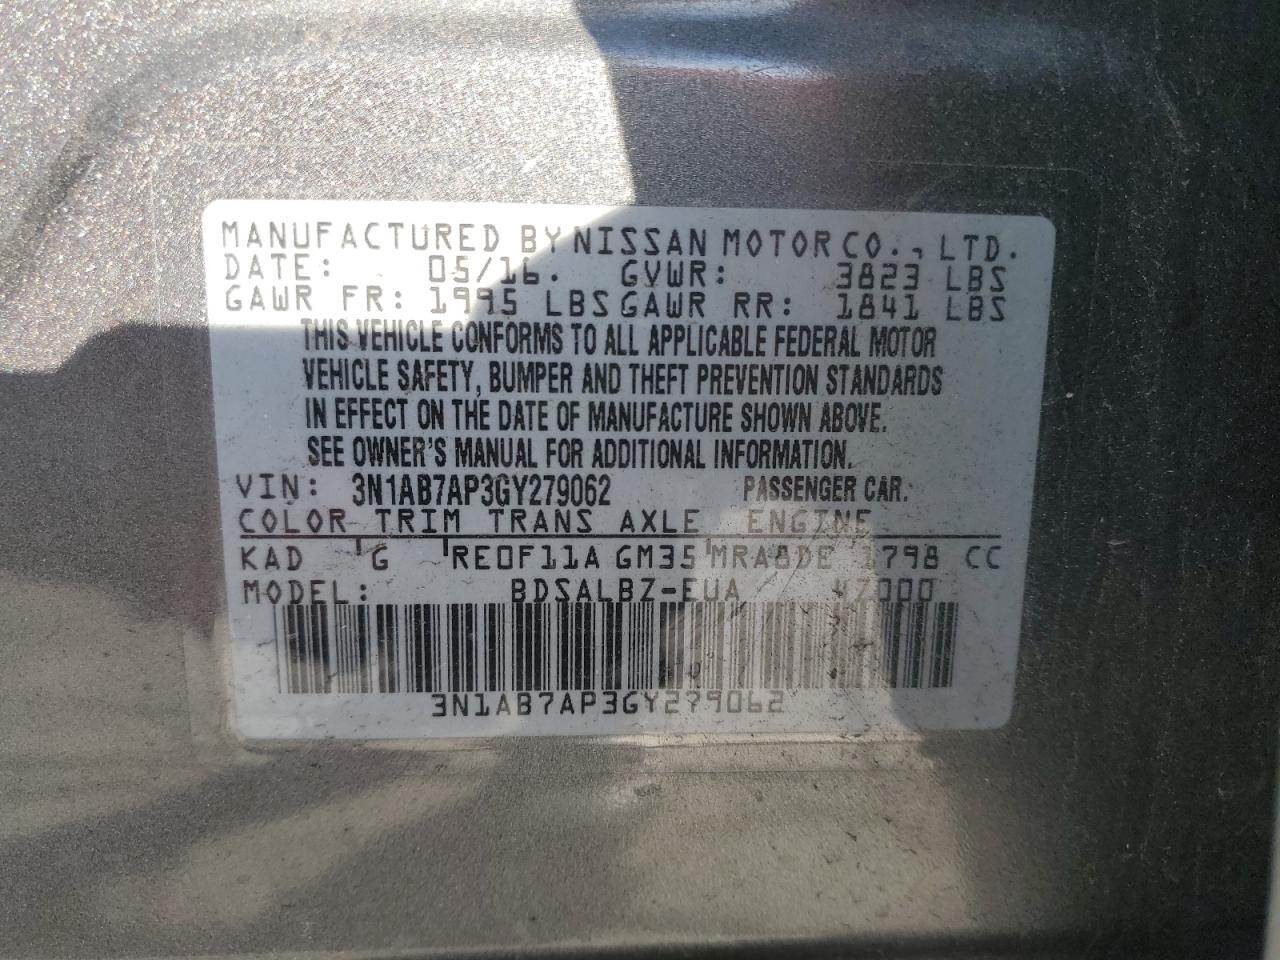 MANUFACTURED BY NISSAN MOTOR CO., LTD.
DATE: 05/16. GVWR: 3823 LBS
GAWR FR: 1995 LBS GAWR RR: 1841 LBS
THIS VEHICLE CONFORMS TO ALL APPLICABLE FEDERAL MOTOR
VEHICLE SAFETY, BUMPER AND THEFT PREVENTION STANDARDS
IN EFFECT ON THE DATE OF MANUFACTURE SHOWN ABOVE.
SEE OWNER'S MANUAL FOR ADDITIONAL INFORMATION.
VIN: 3N1AB7AP3GY279062 PASSENGER CAR.
COLOR TRIM TRANS AXLE ENGINE
KAD G RE0F11A GM35 MRA8DE 1798 CC
MODEL: BDSALBZ-EUA 47000
3N1AB7AP3GY279062